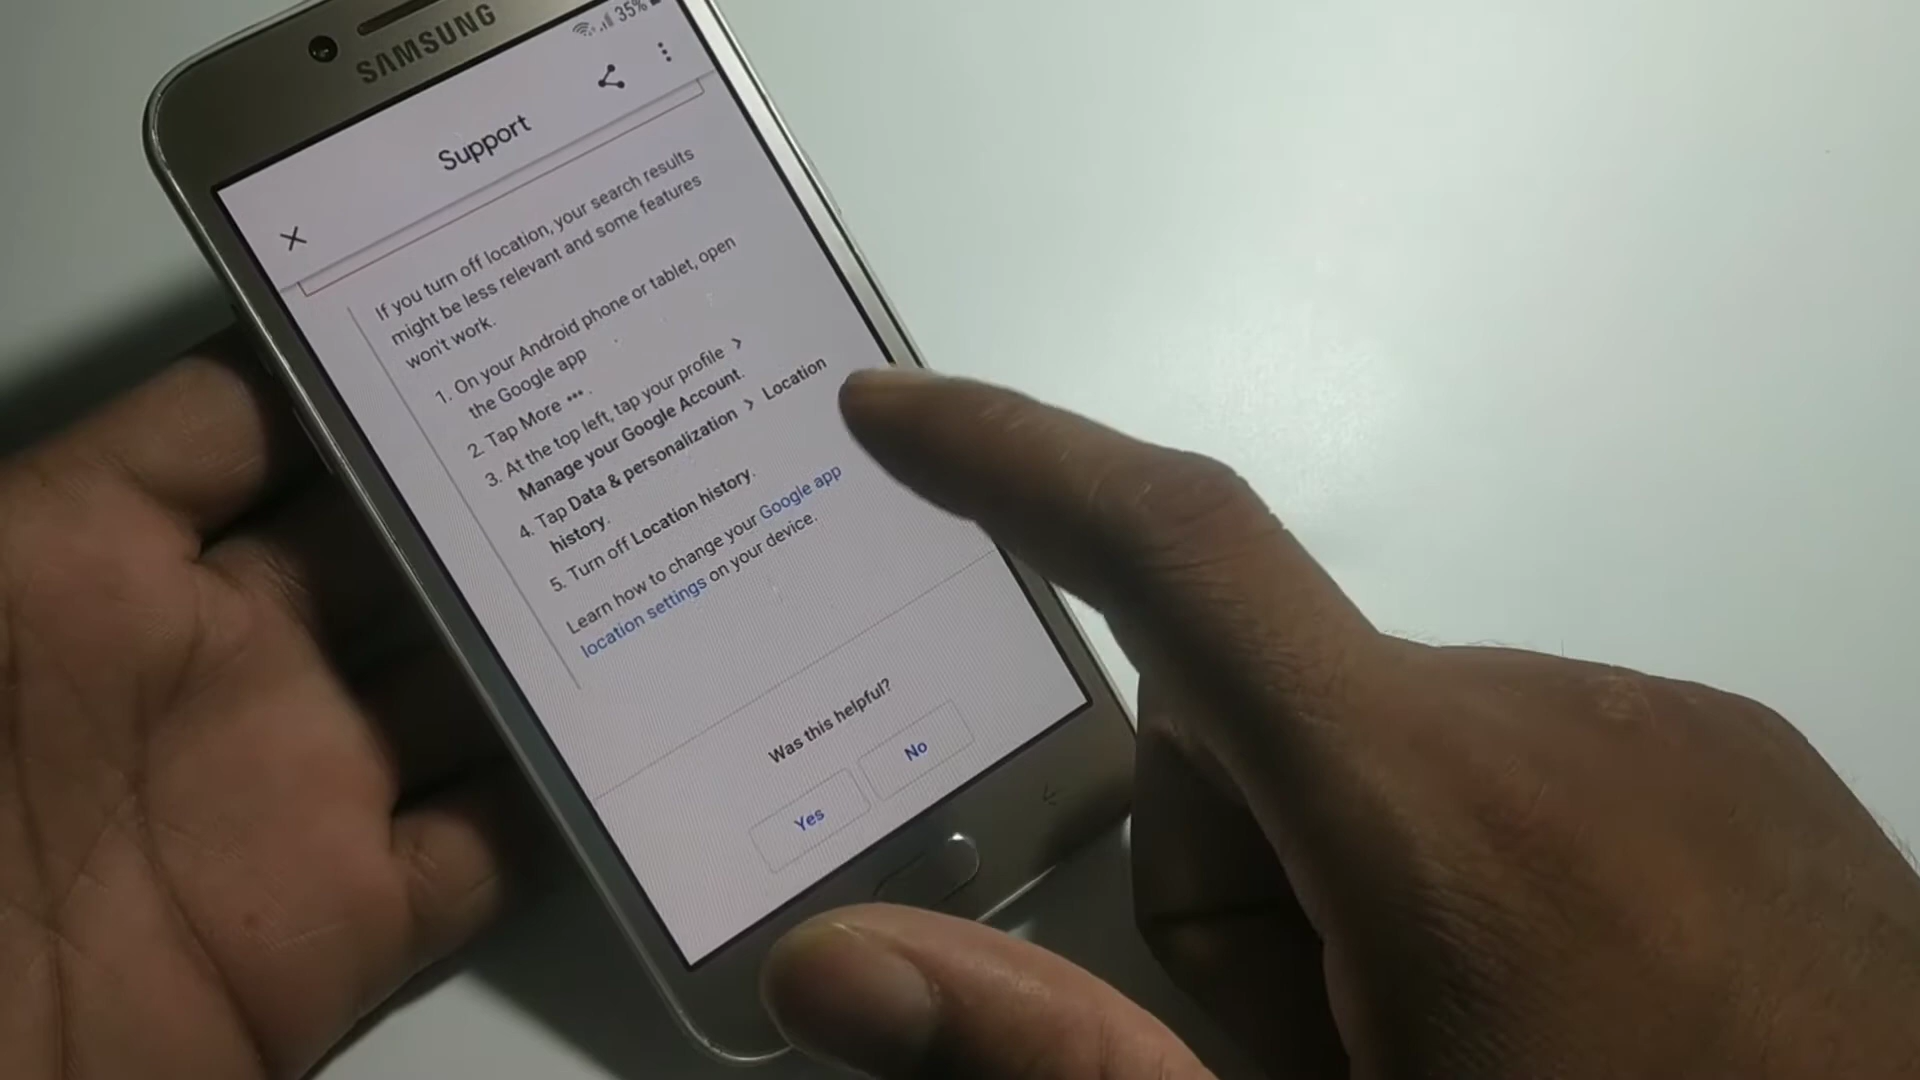 SAMSUNG
35%
Support
If you turn off location, your search results
might be less relevant and some features
won't work.
1. On your Android phone or tablet, open
the Google app
2. Tap More •••.
3. At the top left, tap your profile >
Manage your Google Account.
4. Tap Data & personalization > Location
history.
5. Turn off Location history.
Learn how to change your Google app
location settings on your device.
Was this helpful?
Yes
No